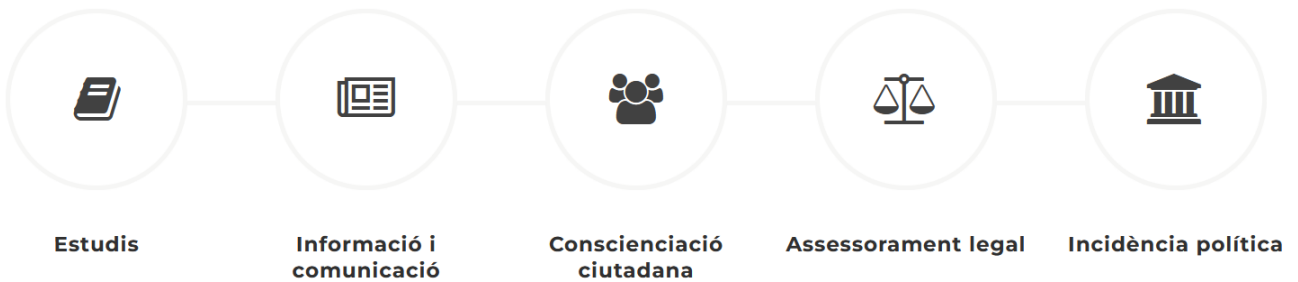 Estudis
Informació i
comunicació
Conscienciació
ciutadana
Assessorament legal
Incidència política